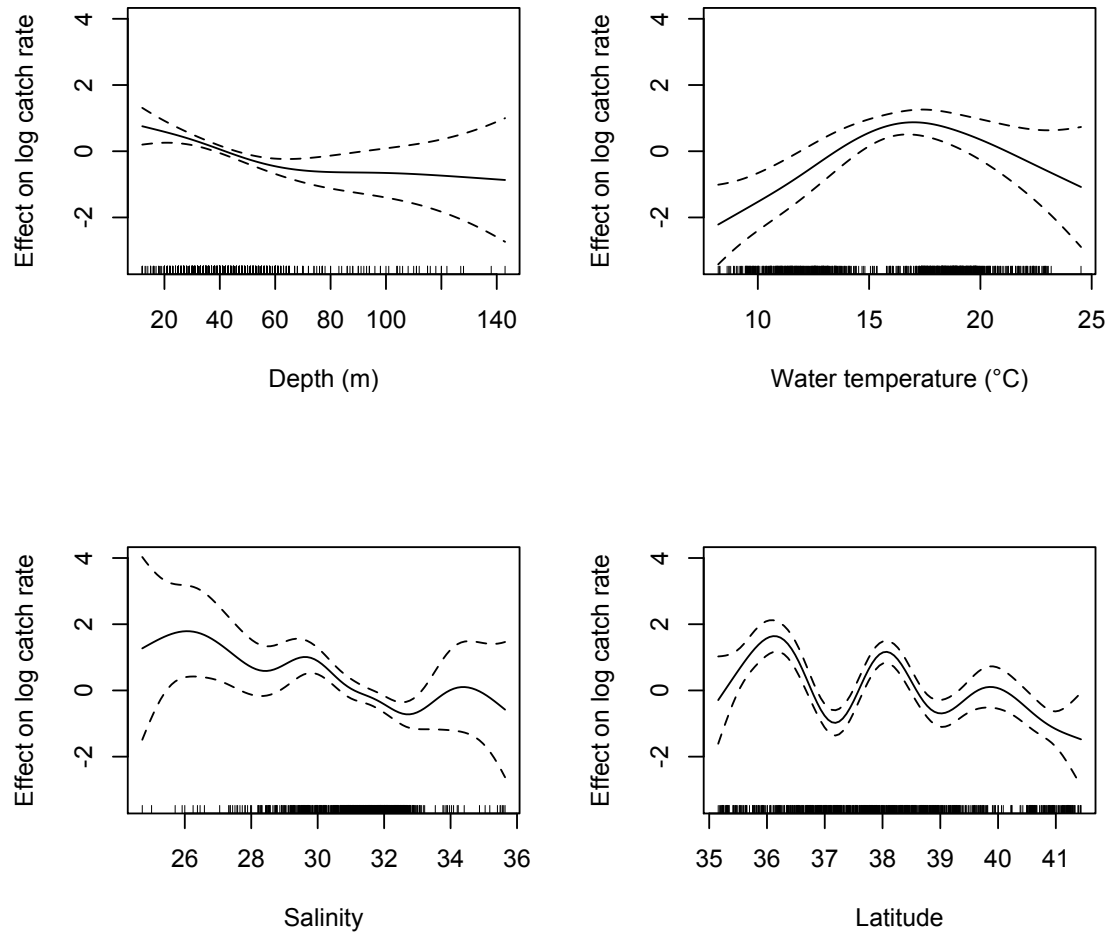 Effect on log catch rate
4
2
0
-2
20 40 60 80 100 140
Depth (m)
Effect on log catch rate
4
2
0
-2
10 15 20 25
Water temperature (°C)
Effect on log catch rate
4
2
0
-2
26 28 30 32 34 36
Salinity
Effect on log catch rate
4
2
0
-2
35 36 37 38 39 40 41
Latitude